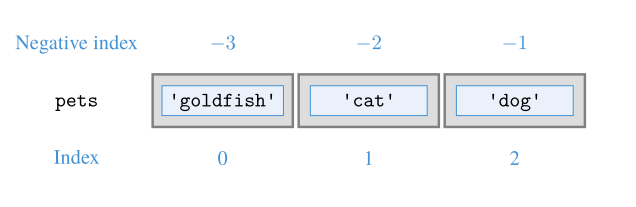 Negative index −3 −2 −1
pets 'goldfish' 'cat' 'dog'
Index 0 1 2